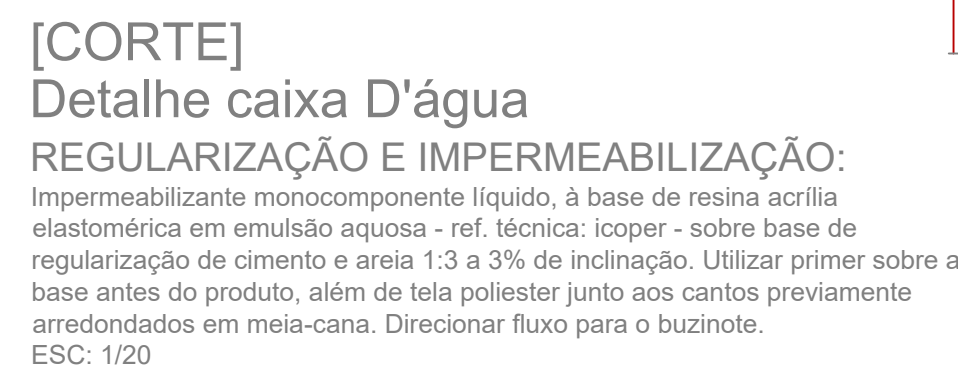 [CORTE]
Detalhe caixa D'água
REGULARIZAÇÃO E IMPERMEABILIZAÇÃO:
Impermeabilizante monocomponente líquido, à base de resina acrília
elastomérica em emulsão aquosa - ref. técnica: icoper - sobre base de
regularização de cimento e areia 1:3 a 3% de inclinação. Utilizar primer sobre a
base antes do produto, além de tela poliester junto aos cantos previamente
arredondados em meia-cana. Direcionar fluxo para o buzinote.
ESC: 1/20